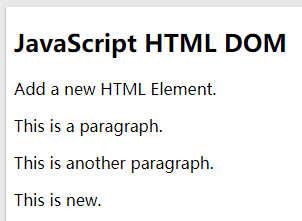 JavaScript HTML DOM
Add a new HTML Element.
This is a paragraph.
This is another paragraph.
This is new.